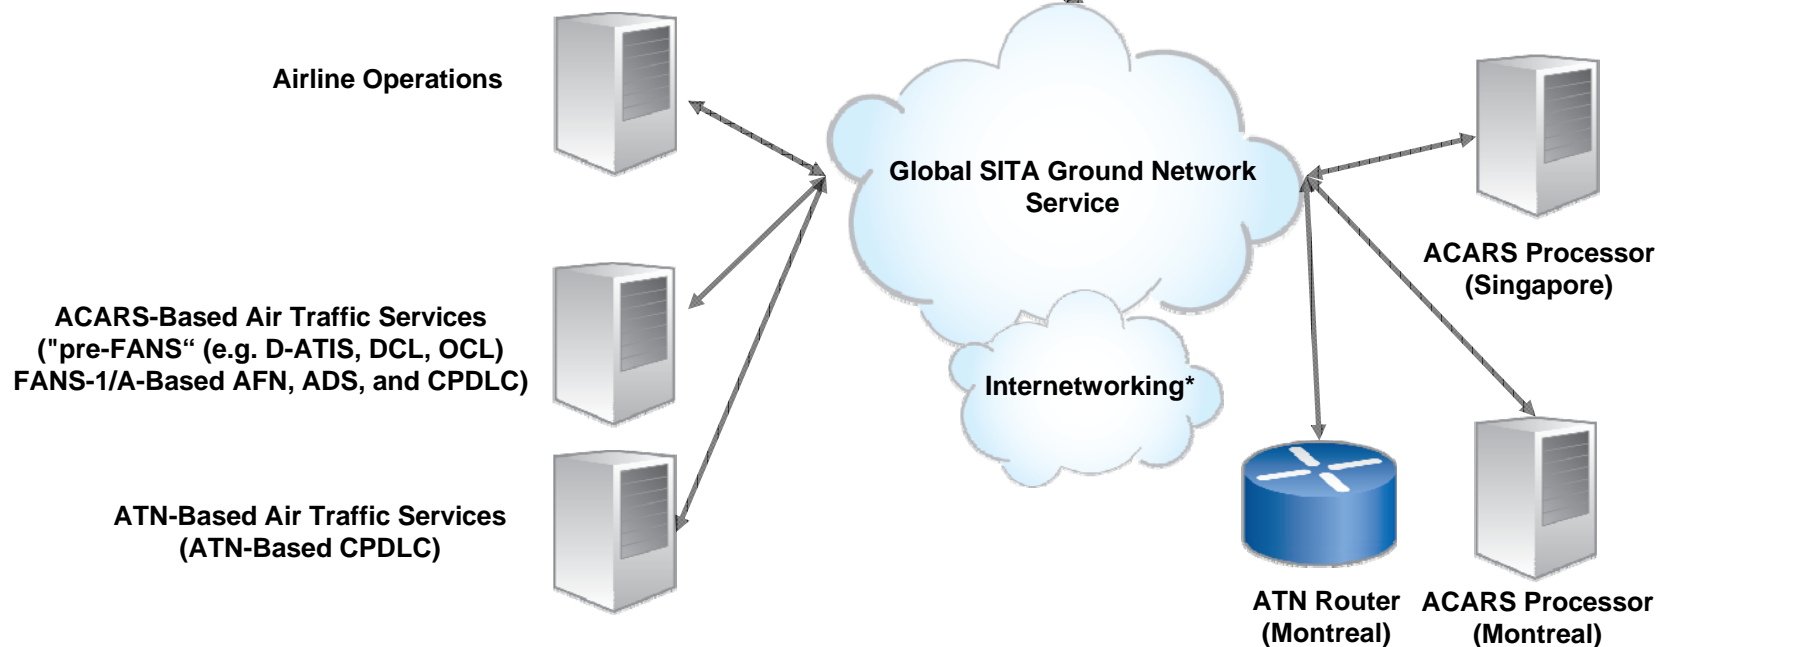 Airline Operations
Global SITA Ground Network
Service
ACARS Processor
(Singapore)
ACARS-Based Air Traffic Services
("pre-FANS“ (e.g. D-ATIS, DCL, OCL)
FANS-1/A-Based AFN, ADS, and CPDLC)
Internetworking*
ATN-Based Air Traffic Services
(ATN-Based CPDLC)
ATN Router
(Montreal)
ACARS Processor
(Montreal)